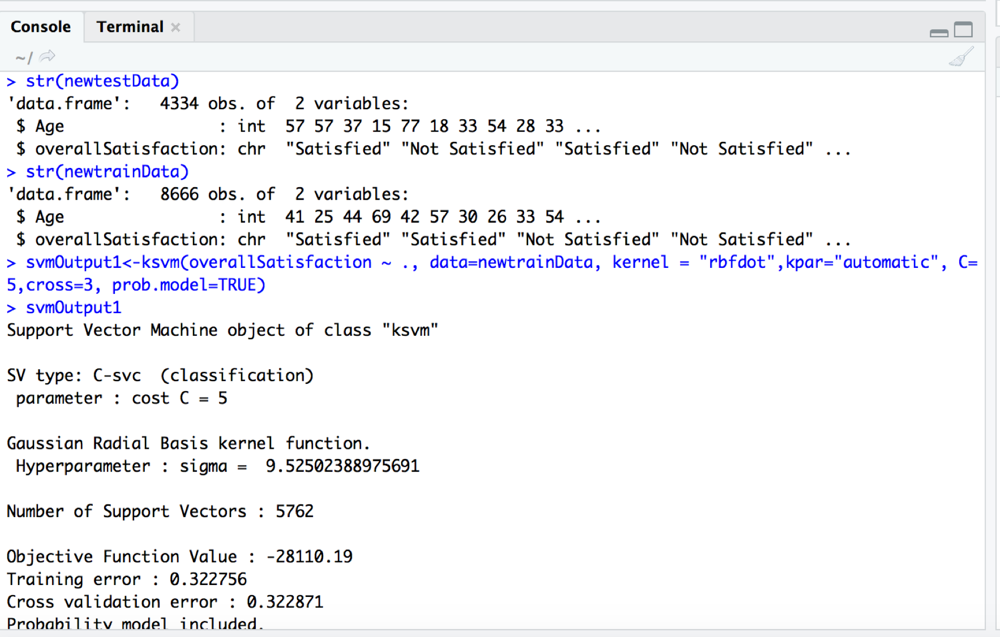 Console Terminal ×
~/
> str(newtestData)
'data.frame':   4334 obs. of  2 variables:
 $ Age                : int  57 57 37 15 77 18 33 54 28 33 ...
 $ overallSatisfaction: chr  "Satisfied" "Not Satisfied" "Satisfied" "Not Satisfied" ...
> str(newtrainData)
'data.frame':   8666 obs. of  2 variables:
 $ Age                : int  41 25 44 69 42 57 30 26 33 54 ...
 $ overallSatisfaction: chr  "Satisfied" "Satisfied" "Not Satisfied" "Not Satisfied" ...
> svmOutput1<-ksvm(overallSatisfaction ~ ., data=newtrainData, kernel = "rbfdot",kpar="automatic", C=
5,cross=3, prob.model=TRUE)
> svmOutput1
Support Vector Machine object of class "ksvm"
SV type: C-svc  (classification)
 parameter : cost C = 5
Gaussian Radial Basis kernel function.
 Hyperparameter : sigma =  9.52502388975691
Number of Support Vectors : 5762
Objective Function Value : -28110.19
Training error : 0.322756
Cross validation error : 0.322871
Probability model included.